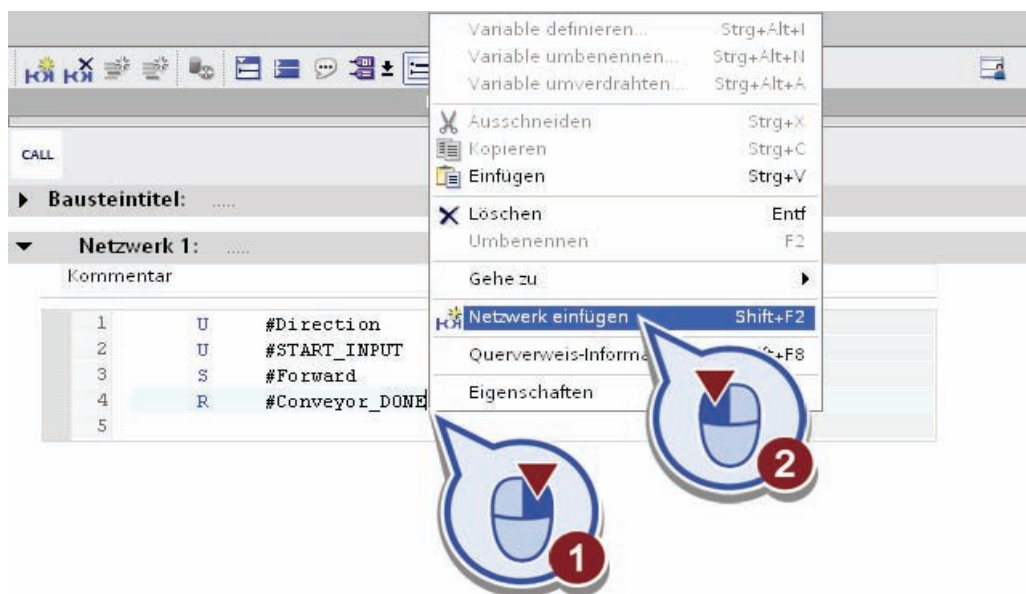 Variable definieren... Strg+Alt+I
Variable umbenennen... Strg+Alt+N
Variable umverdrahten... Strg+Alt+A
Ausschneiden Strg+X
Kopieren Strg+C
Einfügen Strg+V
Löschen Entf
Umbenennen F2
Gehe zu
Netzwerk einfügen Shift+F2
Querverweis-Informa +F8
Eigenschaften
CALL
Bausteintitel: .....
Netzwerk 1: .....
Kommentar
1 U #Direction
2 U #START_INPUT
3 S #Forward
4 R #Conveyor_DONE
5
1
2